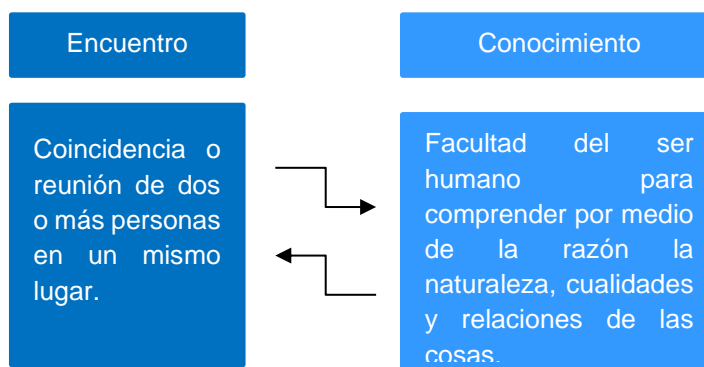 Encuentro
Conocimiento
Coincidencia o
reunión de dos
o más personas
en un mismo
lugar.
Facultad del ser
humano para
comprender por medio
de la razón la
naturaleza, cualidades
y relaciones de las
cosas.